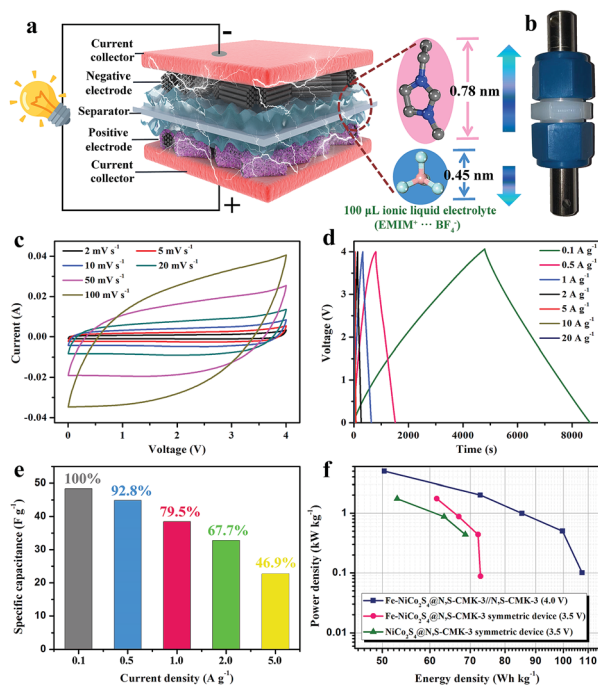 a
Current
collector
Negative
electrode
Separator
Positive
electrode
Current
collector
-
+
0.78 nm
0.45 nm
100 μL ionic liquid electrolyte
(EMIM⁺ ··· BF₄⁻)
b
c
2 mV s⁻¹ 5 mV s⁻¹
10 mV s⁻¹ 20 mV s⁻¹
50 mV s⁻¹
100 mV s⁻¹
Current (A)
0.04
0.02
0.00
-0.02
-0.04
0 1 2 3 4
Voltage (V)
d
0.1 A g⁻¹
0.5 A g⁻¹
1 A g⁻¹
2 A g⁻¹
5 A g⁻¹
10 A g⁻¹
20 A g⁻¹
Voltage (V)
4
3
2
1
0
0 2000 4000 6000 8000
Time (s)
e
Specific capacitance (F g⁻¹)
60
50
40
30
20
10
0
100%
92.8%
79.5%
67.7%
46.9%
0.1 0.5 1.0 2.0 5.0
Current density (A g⁻¹)
f
Power density (kW kg⁻¹)
1
0.1
0.01
Fe-NiCo₂S₄@N,S-CMK-3//N,S-CMK-3 (4.0 V)
Fe-NiCo₂S₄@N,S-CMK-3 symmetric device (3.5 V)
NiCo₂S₄@N,S-CMK-3 symmetric device (3.5 V)
50 60 70 80 90 100 110
Energy density (Wh kg⁻¹)